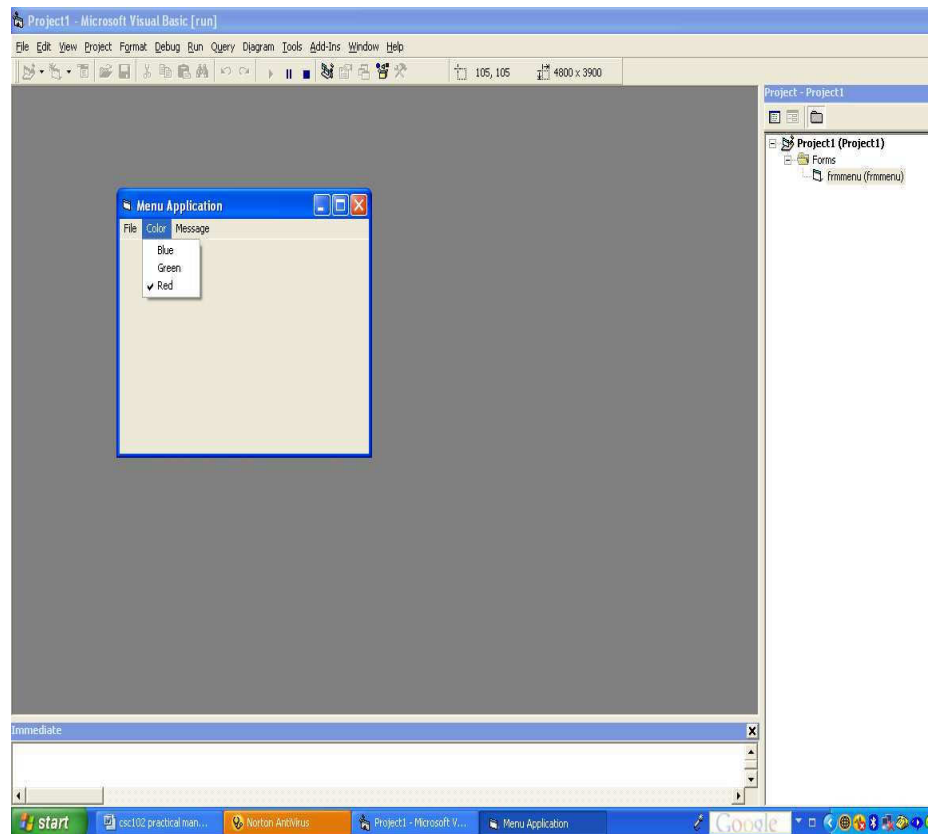 Project1 - Microsoft Visual Basic [run]
File Edit View Project Format Debug Run Query Diagram Tools Add-Ins Window Help
105, 105 4800 x 3900
Project - Project1
Project1 (Project1)
Forms
frmmenu (frmmenu)
Menu Application
File Color Message
Blue
Green
Red
Immediate
start csc102 practical man... Norton AntiVirus Project1 - Microsoft V... Menu Application Google